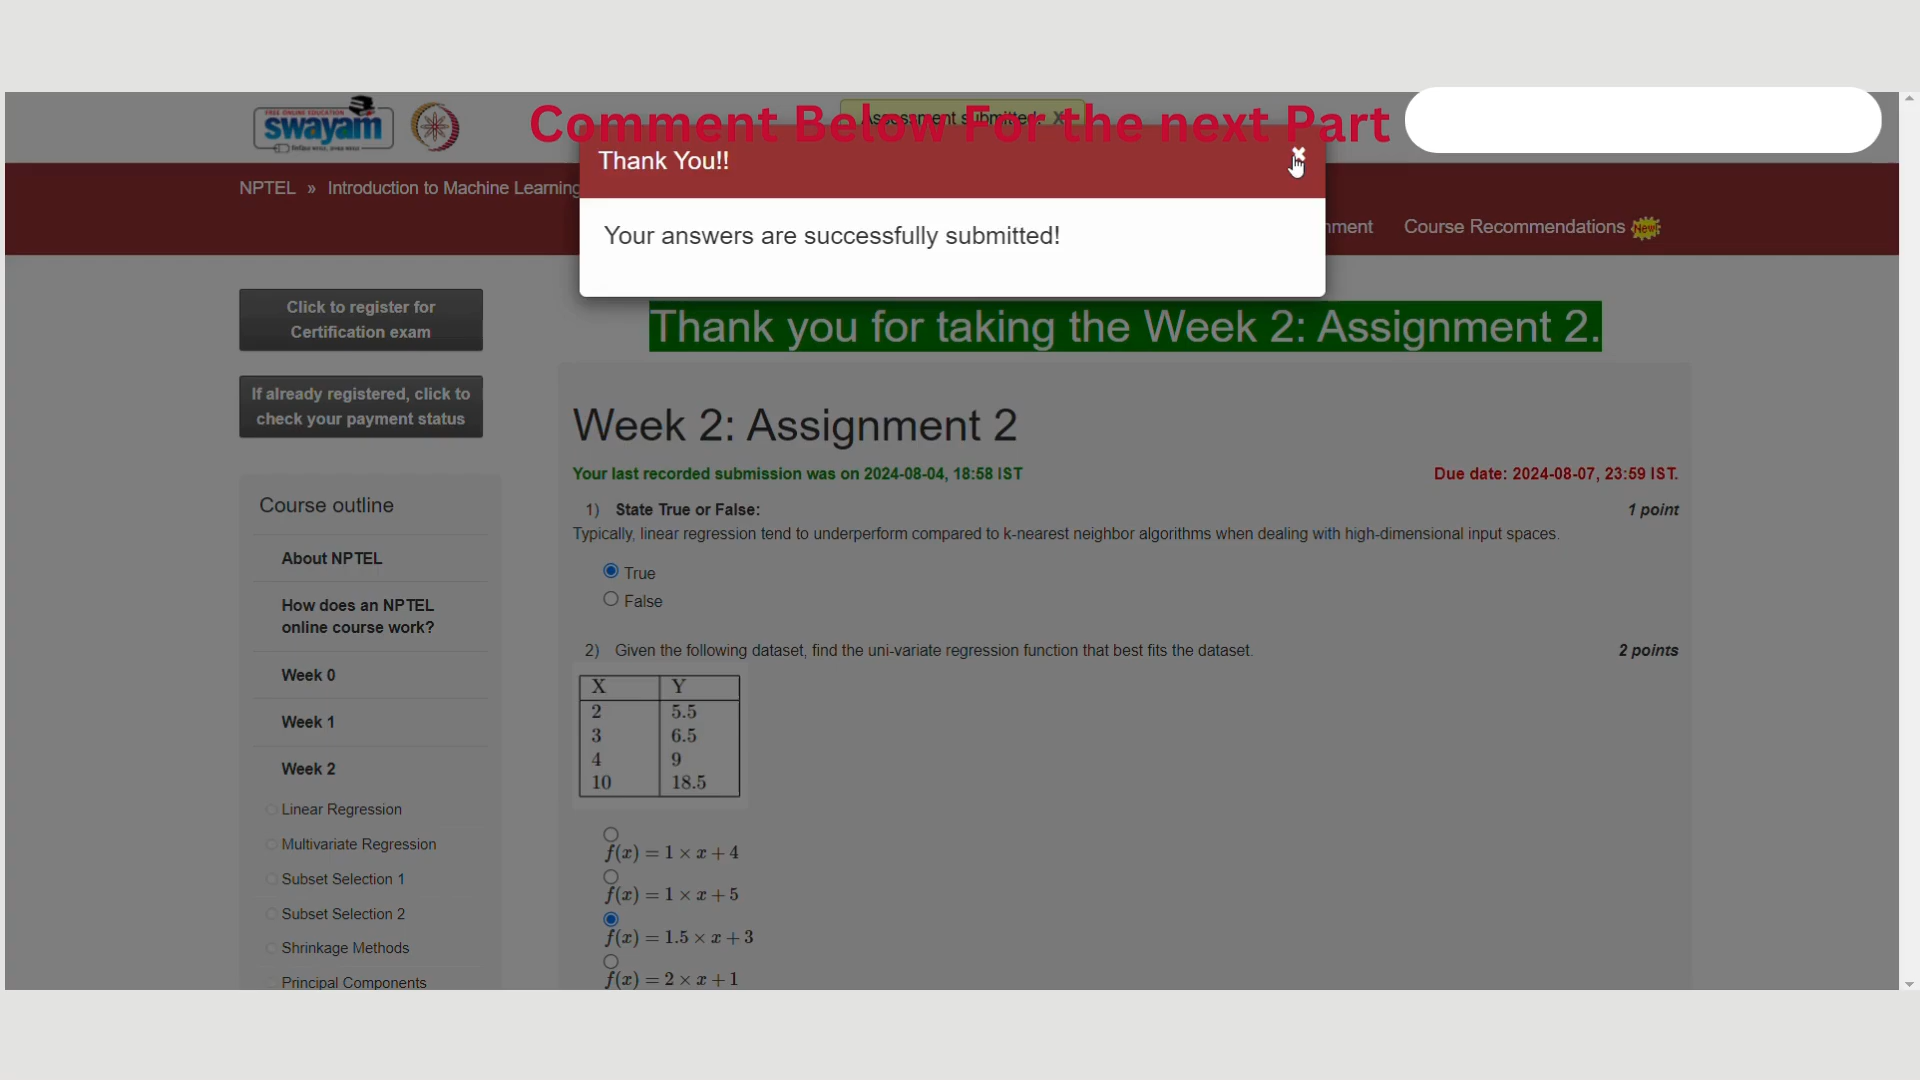 FREE ONLINE EDUCATION
swayam
Comment Below For the next Part
Assessment submitted. X
Thank You!!
NPTEL » Introduction to Machine Learning
Your answers are successfully submitted!
Course Recommendations New!
Click to register for
Certification exam
Thank you for taking the Week 2: Assignment 2.
If already registered, click to
check your payment status
Week 2: Assignment 2
Your last recorded submission was on 2024-08-04, 18:58 IST Due date: 2024-08-07, 23:59 IST.
Course outline
1) State True or False: 1 point
Typically, linear regression tend to underperform compared to k-nearest neighbor algorithms when dealing with high-dimensional input spaces.
About NPTEL
True
How does an NPTEL
online course work?
False
2) Given the following dataset, find the uni-variate regression function that best fits the dataset. 2 points
Week 0
X Y
2 5.5
Week 1
3 6.5
4 9
Week 2
10 18.5
Linear Regression
Multivariate Regression
f(x) = 1 × x + 4
Subset Selection 1
f(x) = 1 × x + 5
Subset Selection 2
f(x) = 1.5 × x + 3
Shrinkage Methods
f(x) = 2 × x + 1
Principal Components